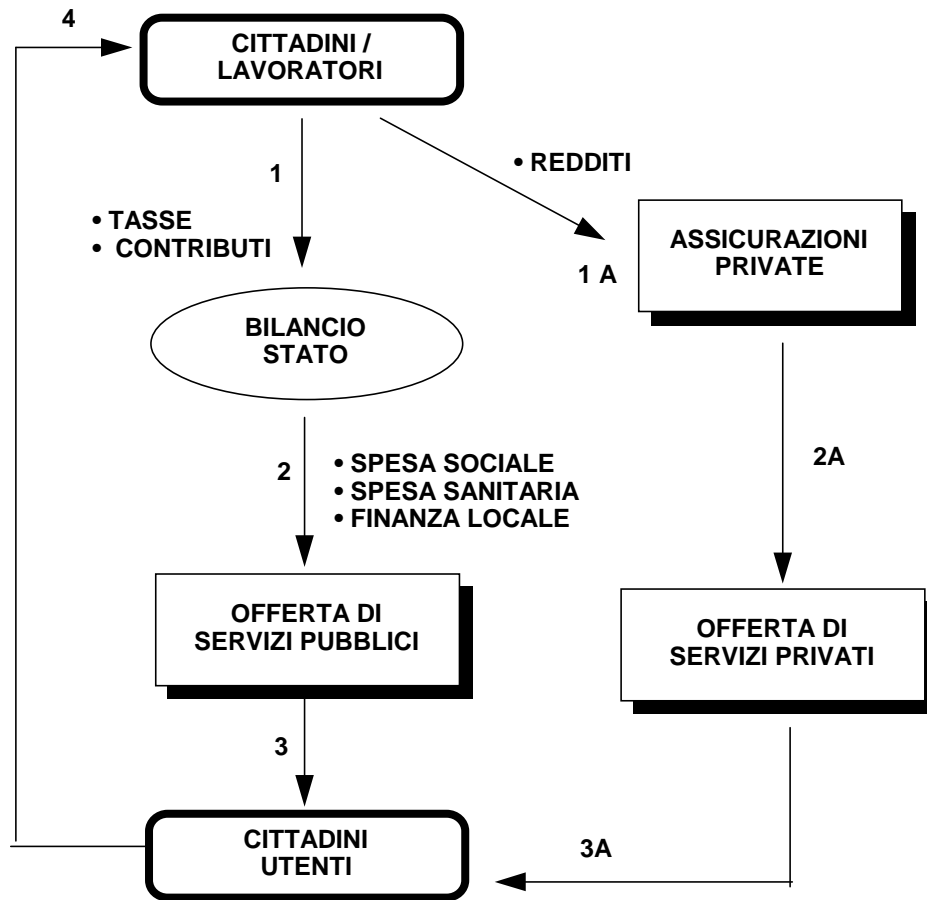 4
CITTADINI /
LAVORATORI
1
• REDDITI
• TASSE
• CONTRIBUTI
1 A
ASSICURAZIONI
PRIVATE
BILANCIO
STATO
2
• SPESA SOCIALE
• SPESA SANITARIA
• FINANZA LOCALE
2A
OFFERTA DI
SERVIZI PUBBLICI
OFFERTA DI
SERVIZI PRIVATI
3
CITTADINI
UTENTI
3A